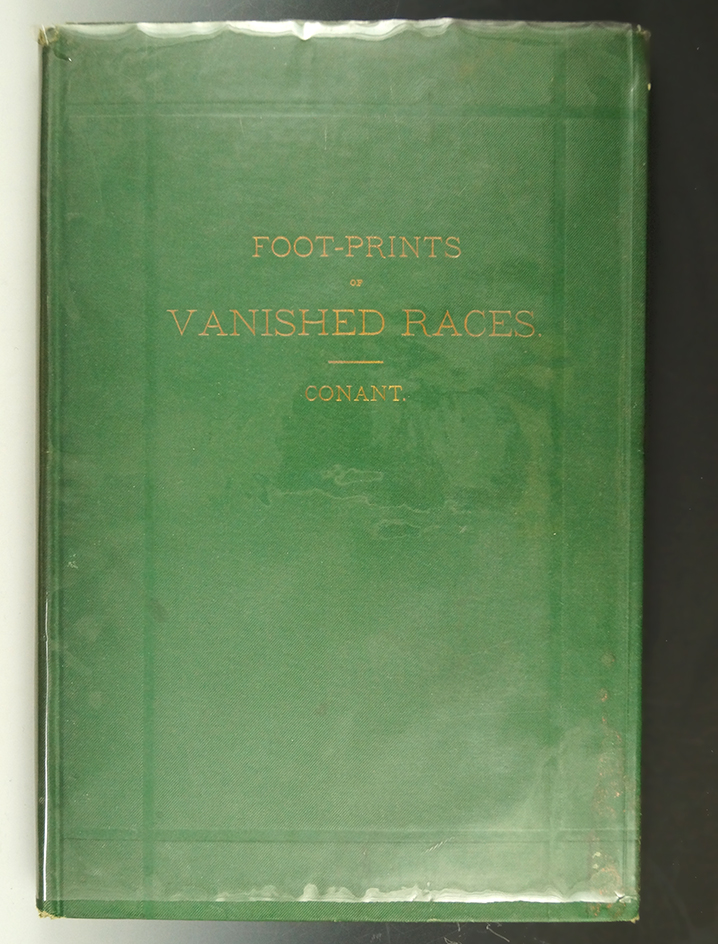 FOOT-PRINTS
OF
VANISHED RACES.
CONANT.